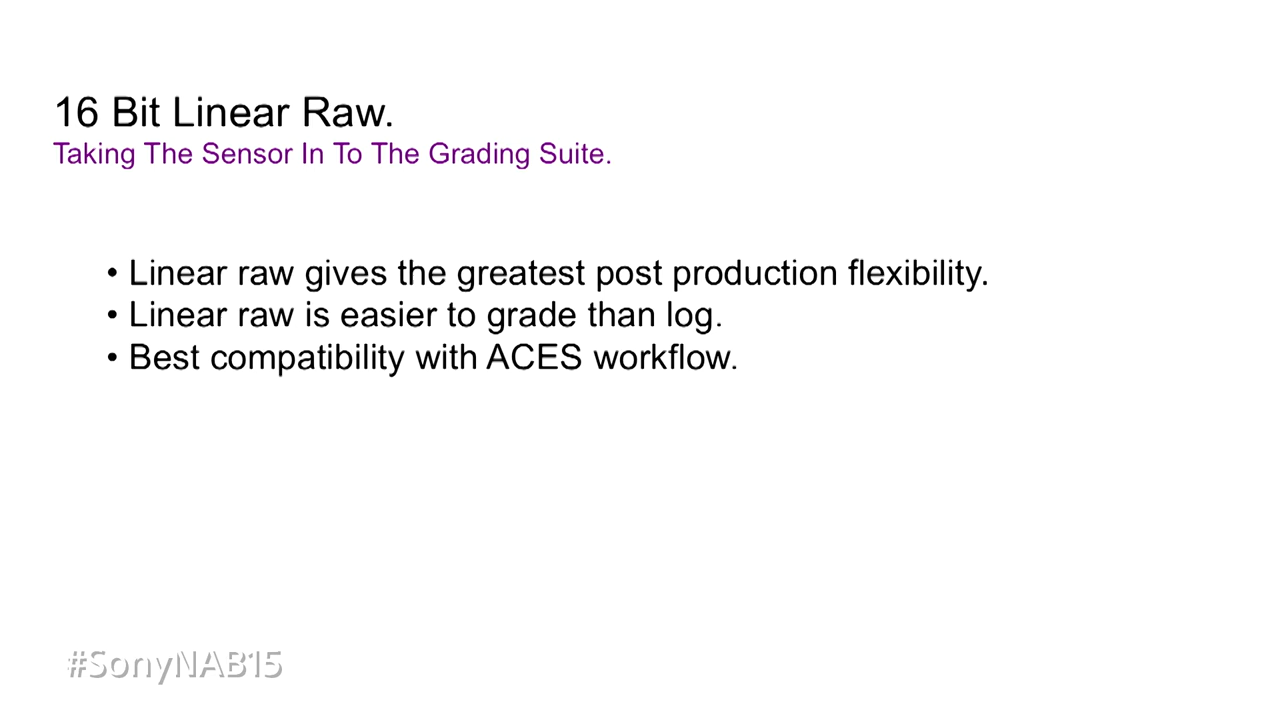 16 Bit Linear Raw.
Taking The Sensor In To The Grading Suite.
• Linear raw gives the greatest post production flexibility.
• Linear raw is easier to grade than log.
• Best compatibility with ACES workflow.
#SonyNAB15